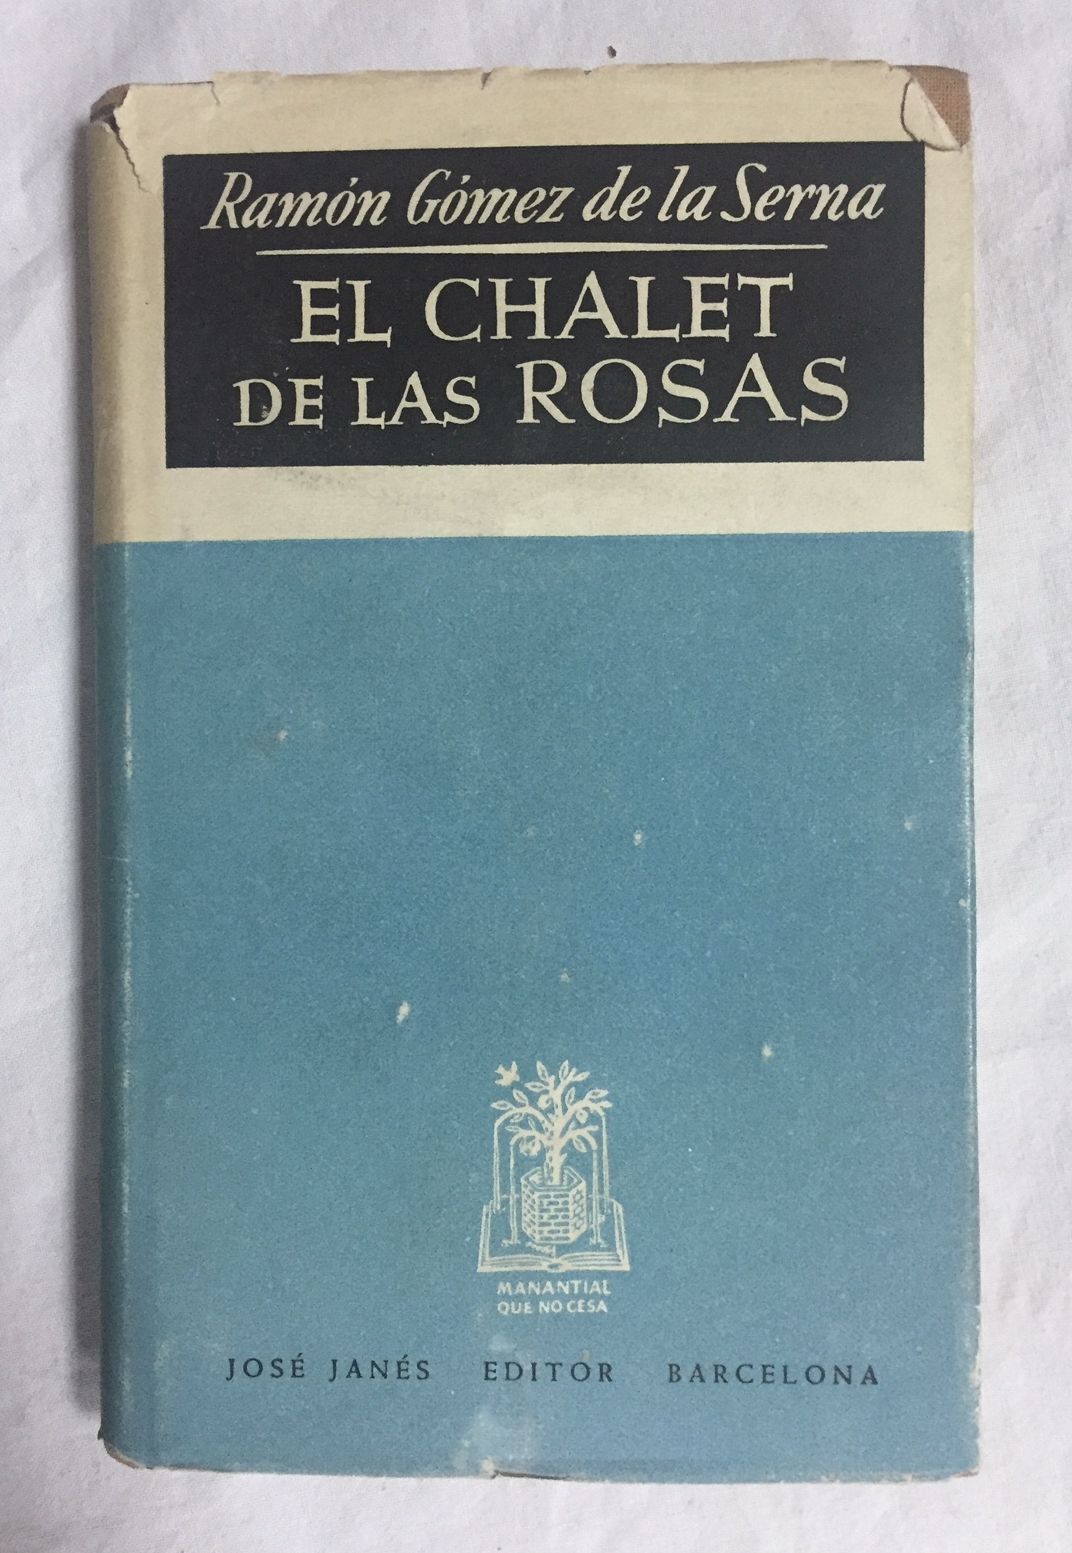 Ramón Gómez de la Serna
EL CHALET
DE LAS ROSAS
MANANTIAL
QUE NO CESA
JOSÉ JANÉS EDITOR BARCELONA